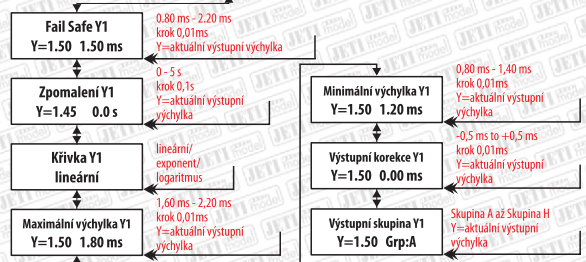 Fail Safe Y1
Y=1.50 1.50 ms
0.80 ms - 2.20 ms
krok 0,01ms
Y=aktuální výstupní výchylka
Zpomalení Y1
Y=1.45 0.0 s
0 - 5 s
krok 0,1s
Y=aktuální výstupní
výchylka
Křivka Y1
lineární
lineární/
exponent/
logaritmus
Maximální výchylka Y1
Y=1.50 1.80 ms
1,60 ms - 2,20 ms
krok 0,01ms
Y=aktuální výstupní
výchylka
Minimální výchylka Y1
Y=1.50 1.20 ms
0,80 ms - 1,40 ms
krok 0,01ms
Y=aktuální výstupní
výchylka
Výstupní korekce Y1
Y=1.50 0.00 ms
-0,5 ms to +0,5 ms
krok 0,01ms
Y=aktuální výstupní
výchylka
Výstupní skupina Y1
Y=1.50 Grp:A
Skupina A až Skupina H
Y=aktuální výstupní
výchylka
JETI model